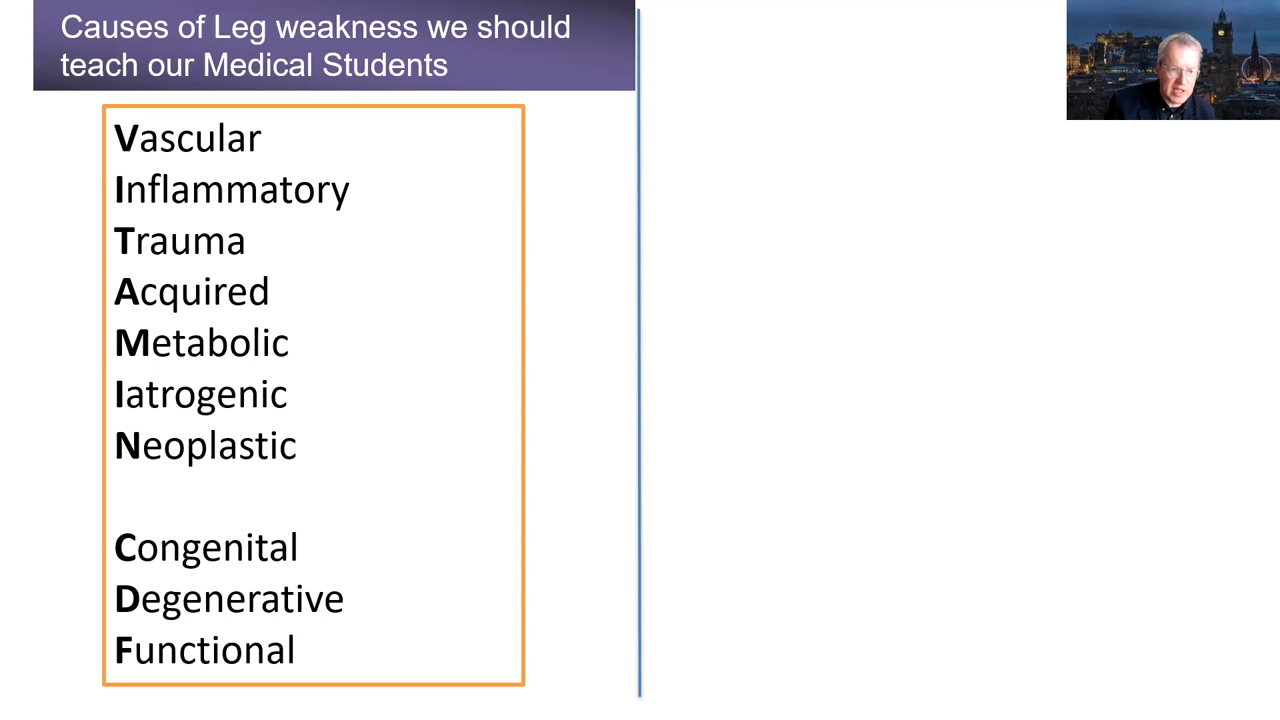 Causes of Leg weakness we should
teach our Medical Students
Vascular
Inflammatory
Trauma
Acquired
Metabolic
Iatrogenic
Neoplastic
Congenital
Degenerative
Functional